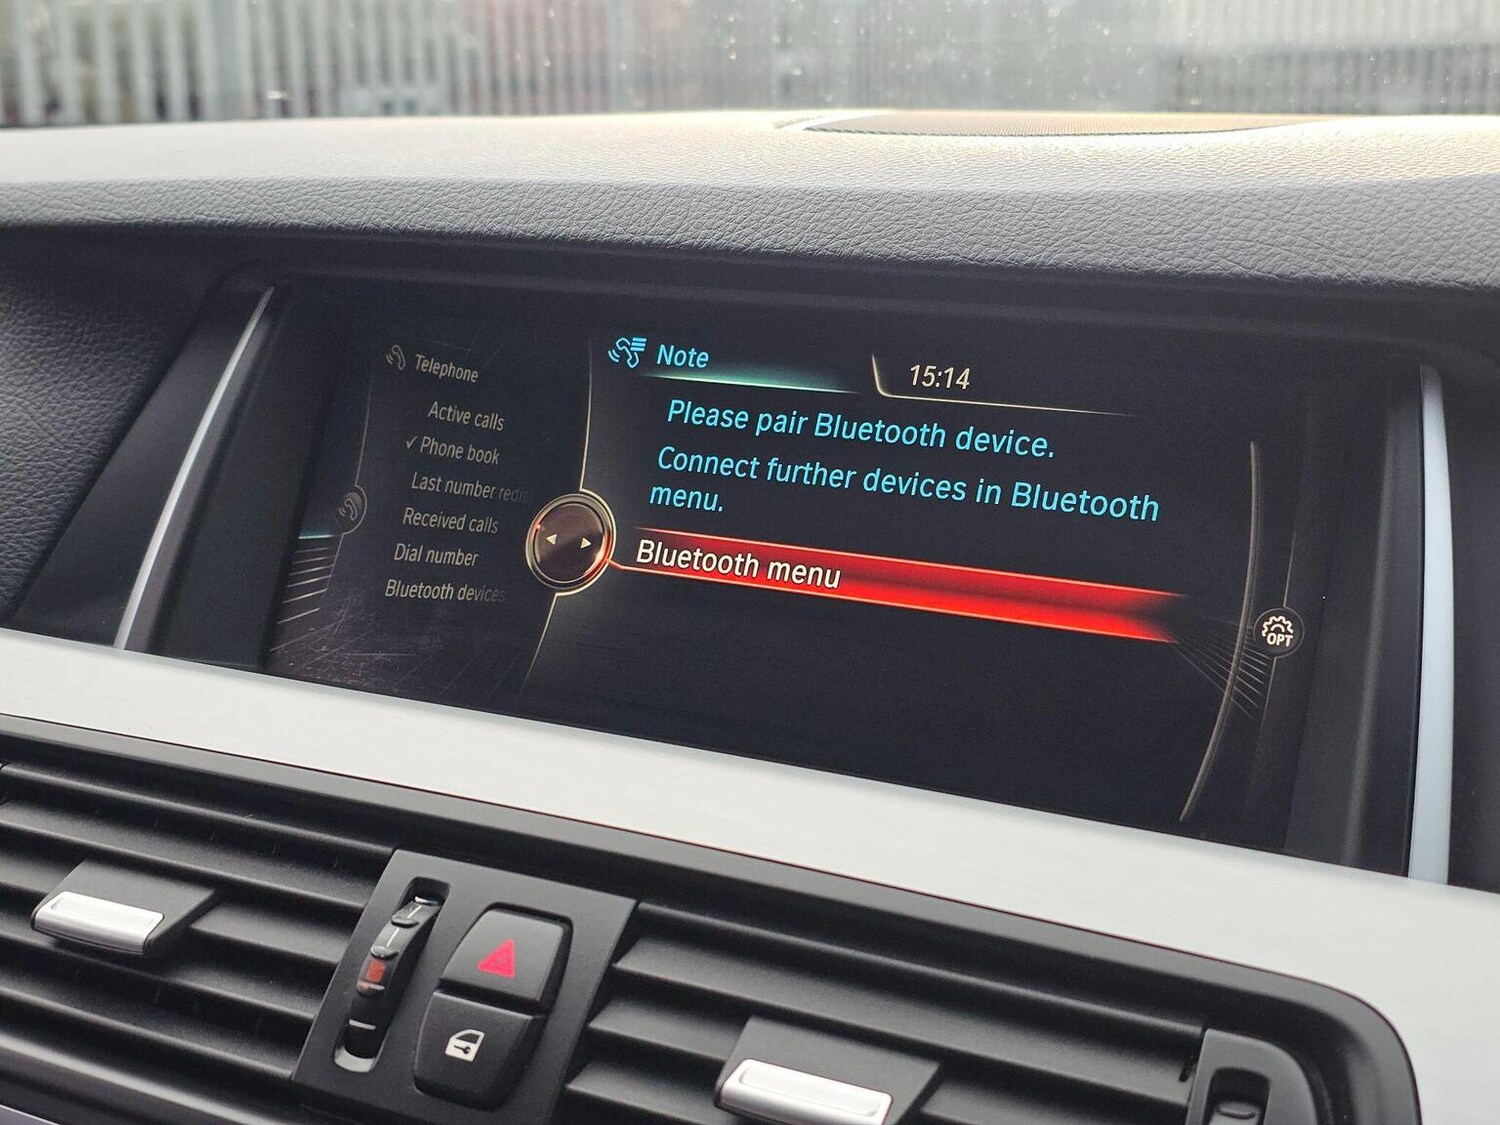 Telephone
Active calls
✓ Phone book
Last number redial
Received calls
Dial number
Bluetooth devices
Note
15:14
Please pair Bluetooth device.
Connect further devices in Bluetooth
menu.
Bluetooth menu
OPT